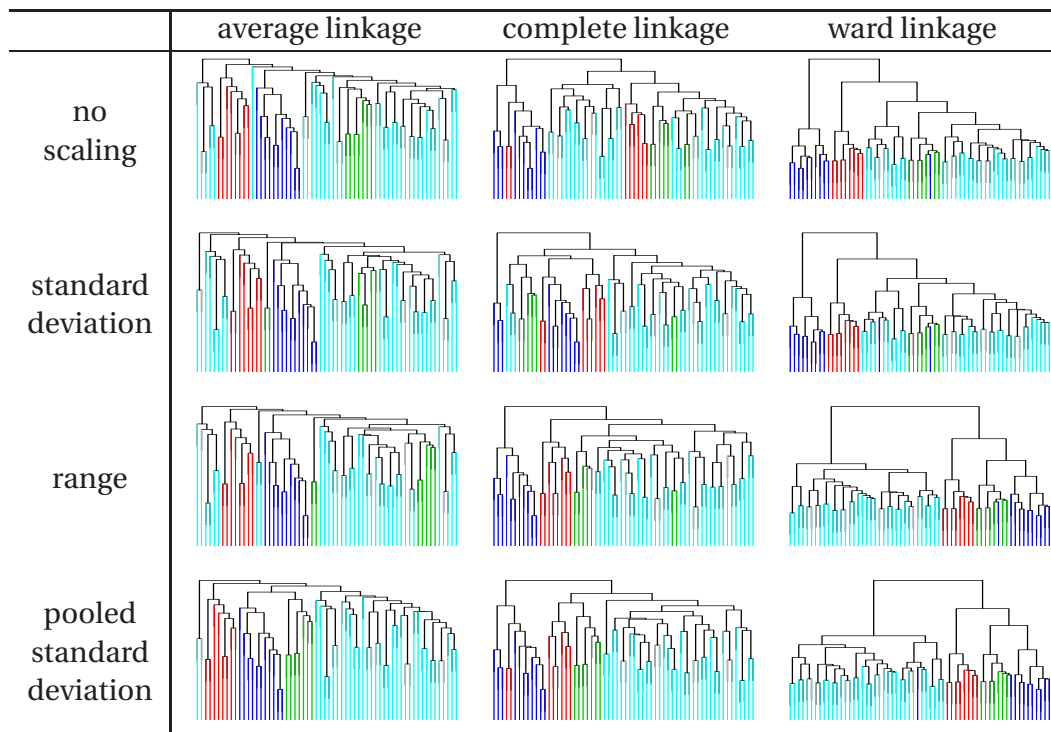 average linkage complete linkage ward linkage
no
scaling
standard
deviation
range
pooled
standard
deviation